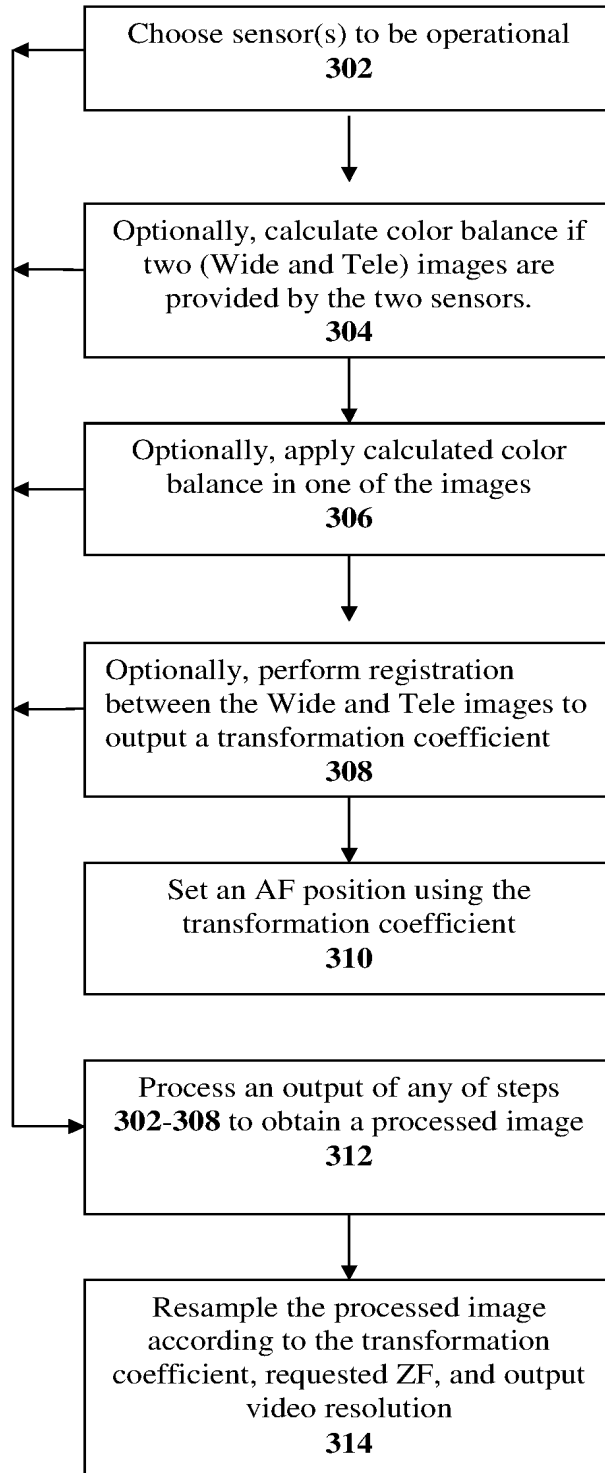 Choose sensor(s) to be operational
302
Optionally, calculate color balance if
two (Wide and Tele) images are
provided by the two sensors.
304
Optionally, apply calculated color
balance in one of the images
306
Optionally, perform registration
between the Wide and Tele images to
output a transformation coefficient
308
Set an AF position using the
transformation coefficient
310
Process an output of any of steps
302-308 to obtain a processed image
312
Resample the processed image
according to the transformation
coefficient, requested ZF, and output
video resolution
314